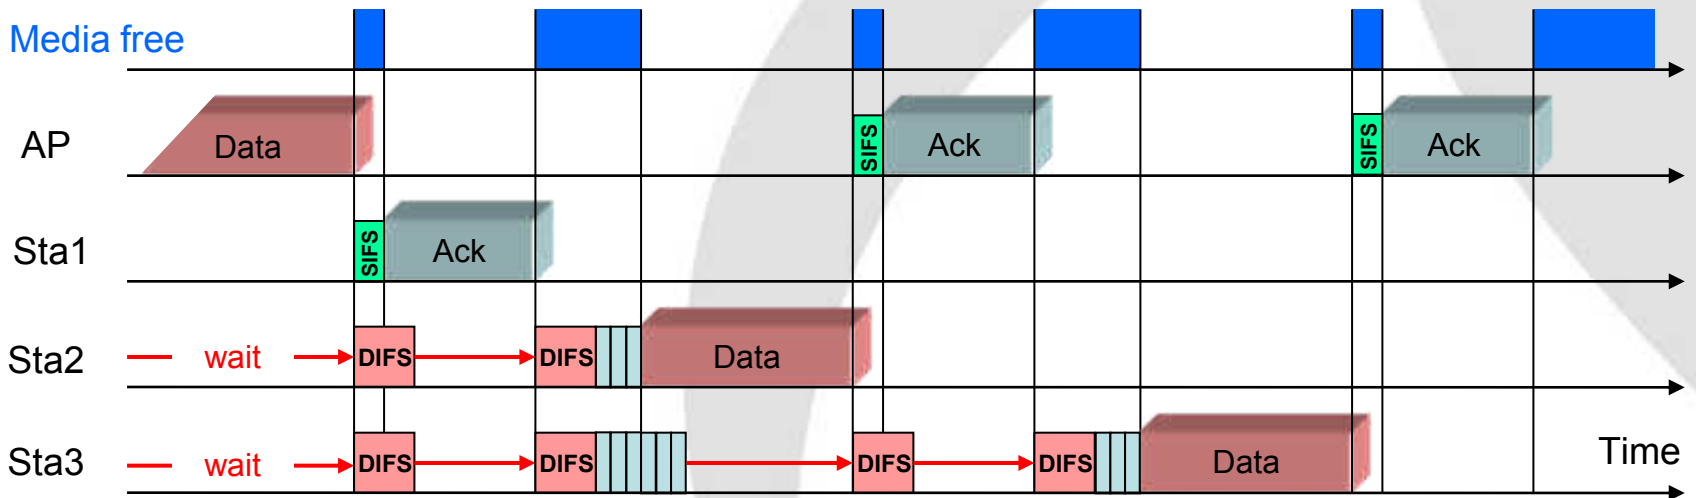 Media free
AP
Data
SIFS
Ack
SIFS
Ack
Sta1
SIFS
Ack
Sta2
wait
DIFS
DIFS
Data
Sta3
wait
DIFS
DIFS
DIFS
DIFS
Data
Time